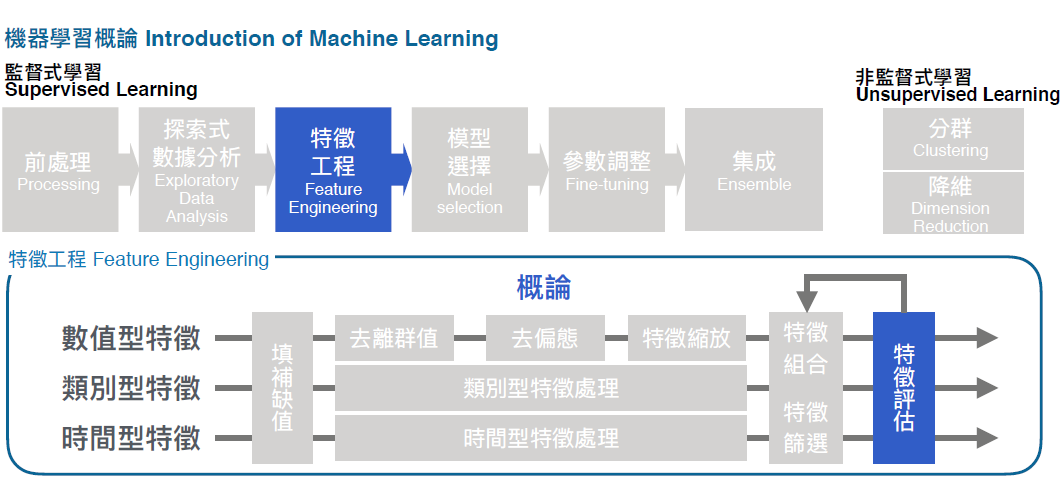 機器學習概論 Introduction of Machine Learning
監督式學習
Supervised Learning
非監督式學習
Unsupervised Learning
前處理
Processing
探索式
數據分析
Exploratory
Data
Analysis
特徵
工程
Feature
Engineering
模型
選擇
Model
selection
參數調整
Fine-tuning
集成
Ensemble
分群
Clustering
降維
Dimension
Reduction
特徵工程 Feature Engineering
概論
數值型特徵
類別型特徵
時間型特徵
填補缺值
去離群值
去偏態
特徵縮放
類別型特徵處理
時間型特徵處理
特徵
組合
特徵
篩選
特徵評估